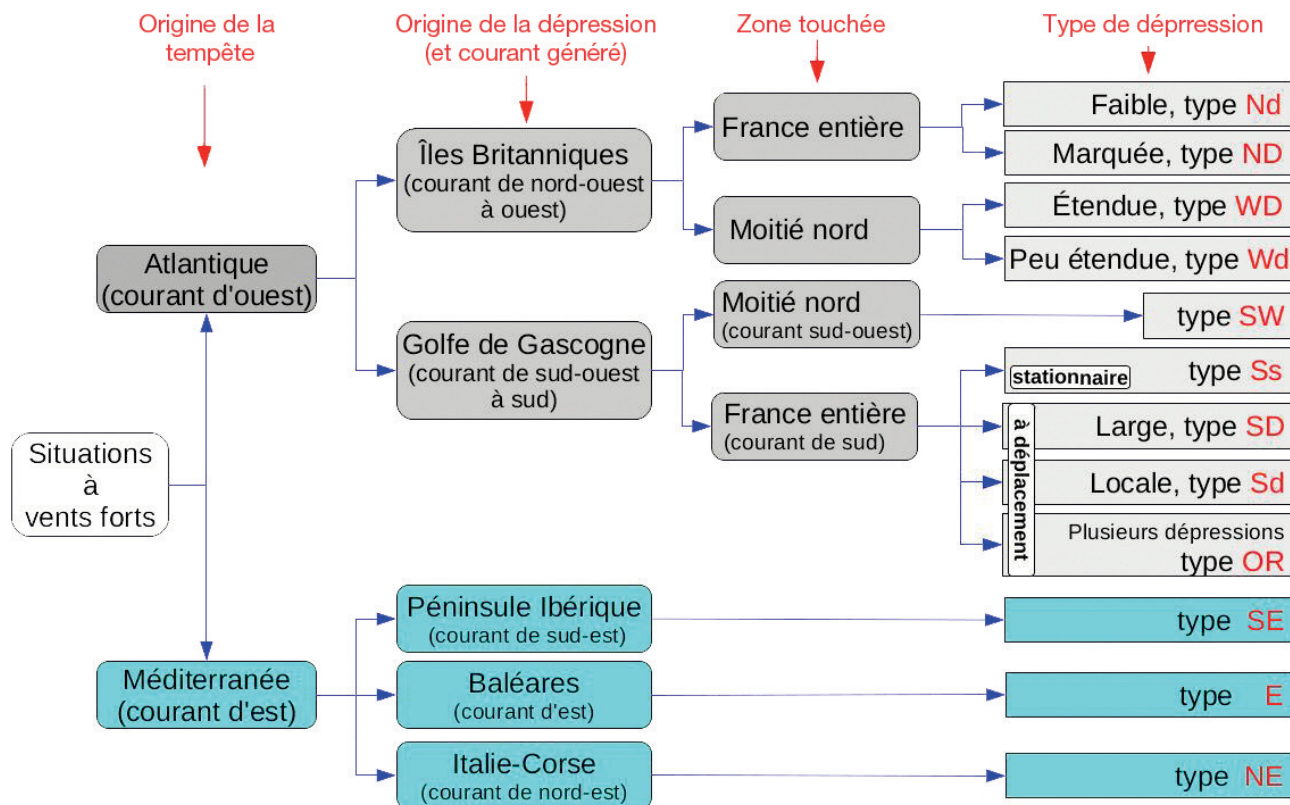 Origine de la
tempête
Origine de la dépression
(et courant généré)
Zone touchée
Type de déprression
Situations
à
vents forts
Atlantique
(courant d'ouest)
Îles Britanniques
(courant de nord-ouest
à ouest)
France entière
Faible, type Nd
Marquée, type ND
Moitié nord
Étendue, type WD
Peu étendue, type Wd
Golfe de Gascogne
(courant de sud-ouest
à sud)
Moitié nord
(courant sud-ouest)
type SW
France entière
(courant de sud)
stationnaire
type Ss
à déplacement
Large, type SD
Locale, type Sd
Plusieurs dépressions
type OR
Méditerranée
(courant d'est)
Péninsule Ibérique
(courant de sud-est)
type SE
Baléares
(courant d'est)
type E
Italie-Corse
(courant de nord-est)
type NE